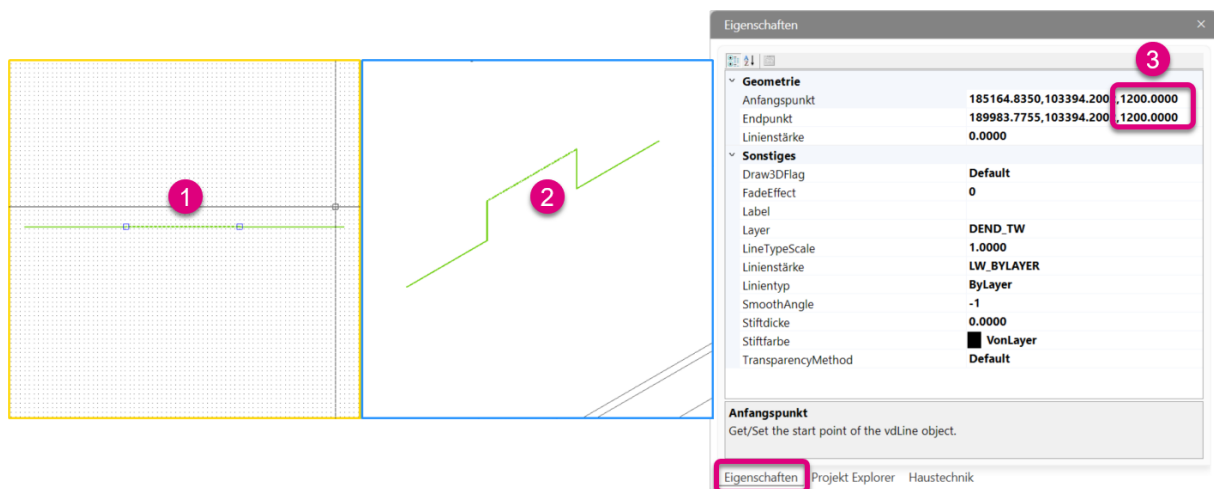 Eigenschaften
3
Geometrie
Anfangspunkt 185164.8350,103394.200 ,1200.0000
Endpunkt 189983.7755,103394.200 ,1200.0000
Linienstärke 0.0000
Sonstiges
Draw3DFlag Default
FadeEffect 0
Label
Layer DEND_TW
LineTypeScale 1.0000
Linienstärke LW_BYLAYER
Linientyp ByLayer
SmoothAngle -1
Stiftdicke 0.0000
Stiftfarbe VonLayer
TransparencyMethod Default
1
2
Anfangspunkt
Get/Set the start point of the vdLine object.
Eigenschaften Projekt Explorer Haustechnik